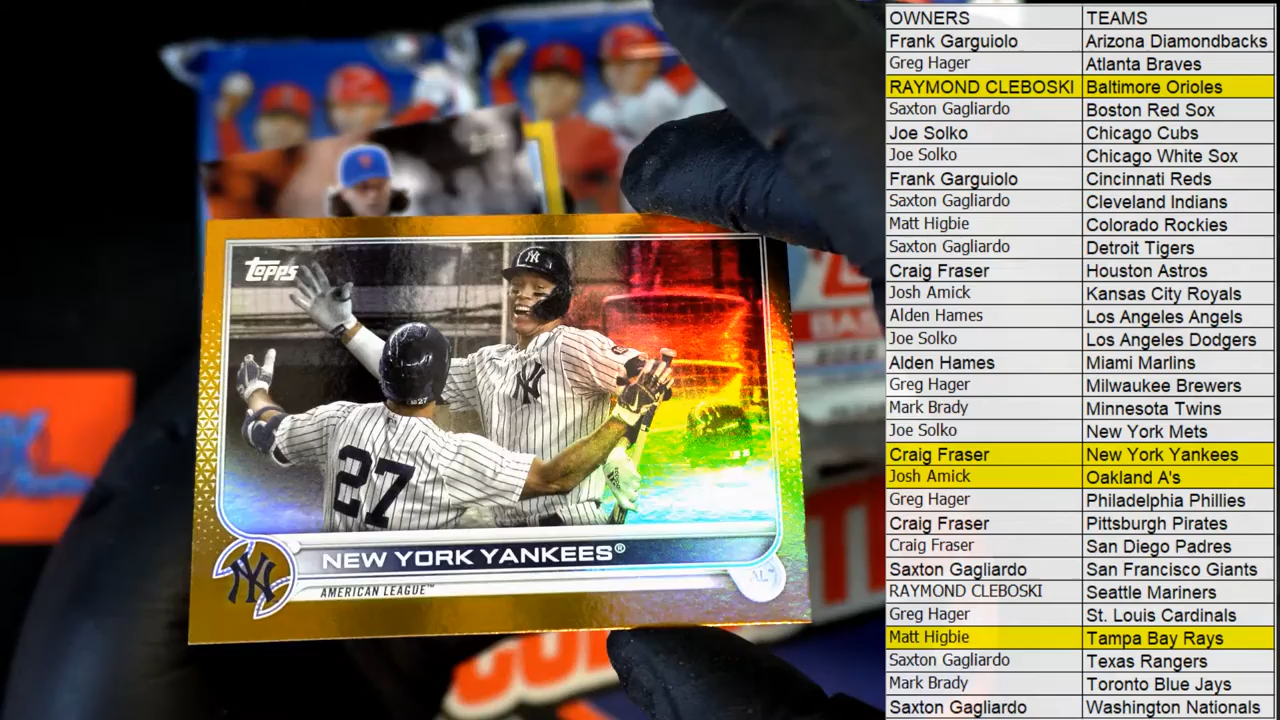 OWNERS TEAMS
Frank Garguiolo Arizona Diamondbacks
Greg Hager Atlanta Braves
RAYMOND CLEBOSKI Baltimore Orioles
Saxton Gagliardo Boston Red Sox
Joe Solko Chicago Cubs
Joe Solko Chicago White Sox
Frank Garguiolo Cincinnati Reds
Saxton Gagliardo Cleveland Indians
Matt Higbie Colorado Rockies
Saxton Gagliardo Detroit Tigers
Craig Fraser Houston Astros
Josh Amick Kansas City Royals
Alden Hames Los Angeles Angels
Joe Solko Los Angeles Dodgers
Alden Hames Miami Marlins
Greg Hager Milwaukee Brewers
Mark Brady Minnesota Twins
Joe Solko New York Mets
Craig Fraser New York Yankees
Josh Amick Oakland A's
Greg Hager Philadelphia Phillies
Craig Fraser Pittsburgh Pirates
Craig Fraser San Diego Padres
Saxton Gagliardo San Francisco Giants
RAYMOND CLEBOSKI Seattle Mariners
Greg Hager St. Louis Cardinals
Matt Higbie Tampa Bay Rays
Saxton Gagliardo Texas Rangers
Mark Brady Toronto Blue Jays
Saxton Gagliardo Washington Nationals
Topps
NY
NY
27
27
NEW YORK YANKEES®
NY
AMERICAN LEAGUE™
AL™